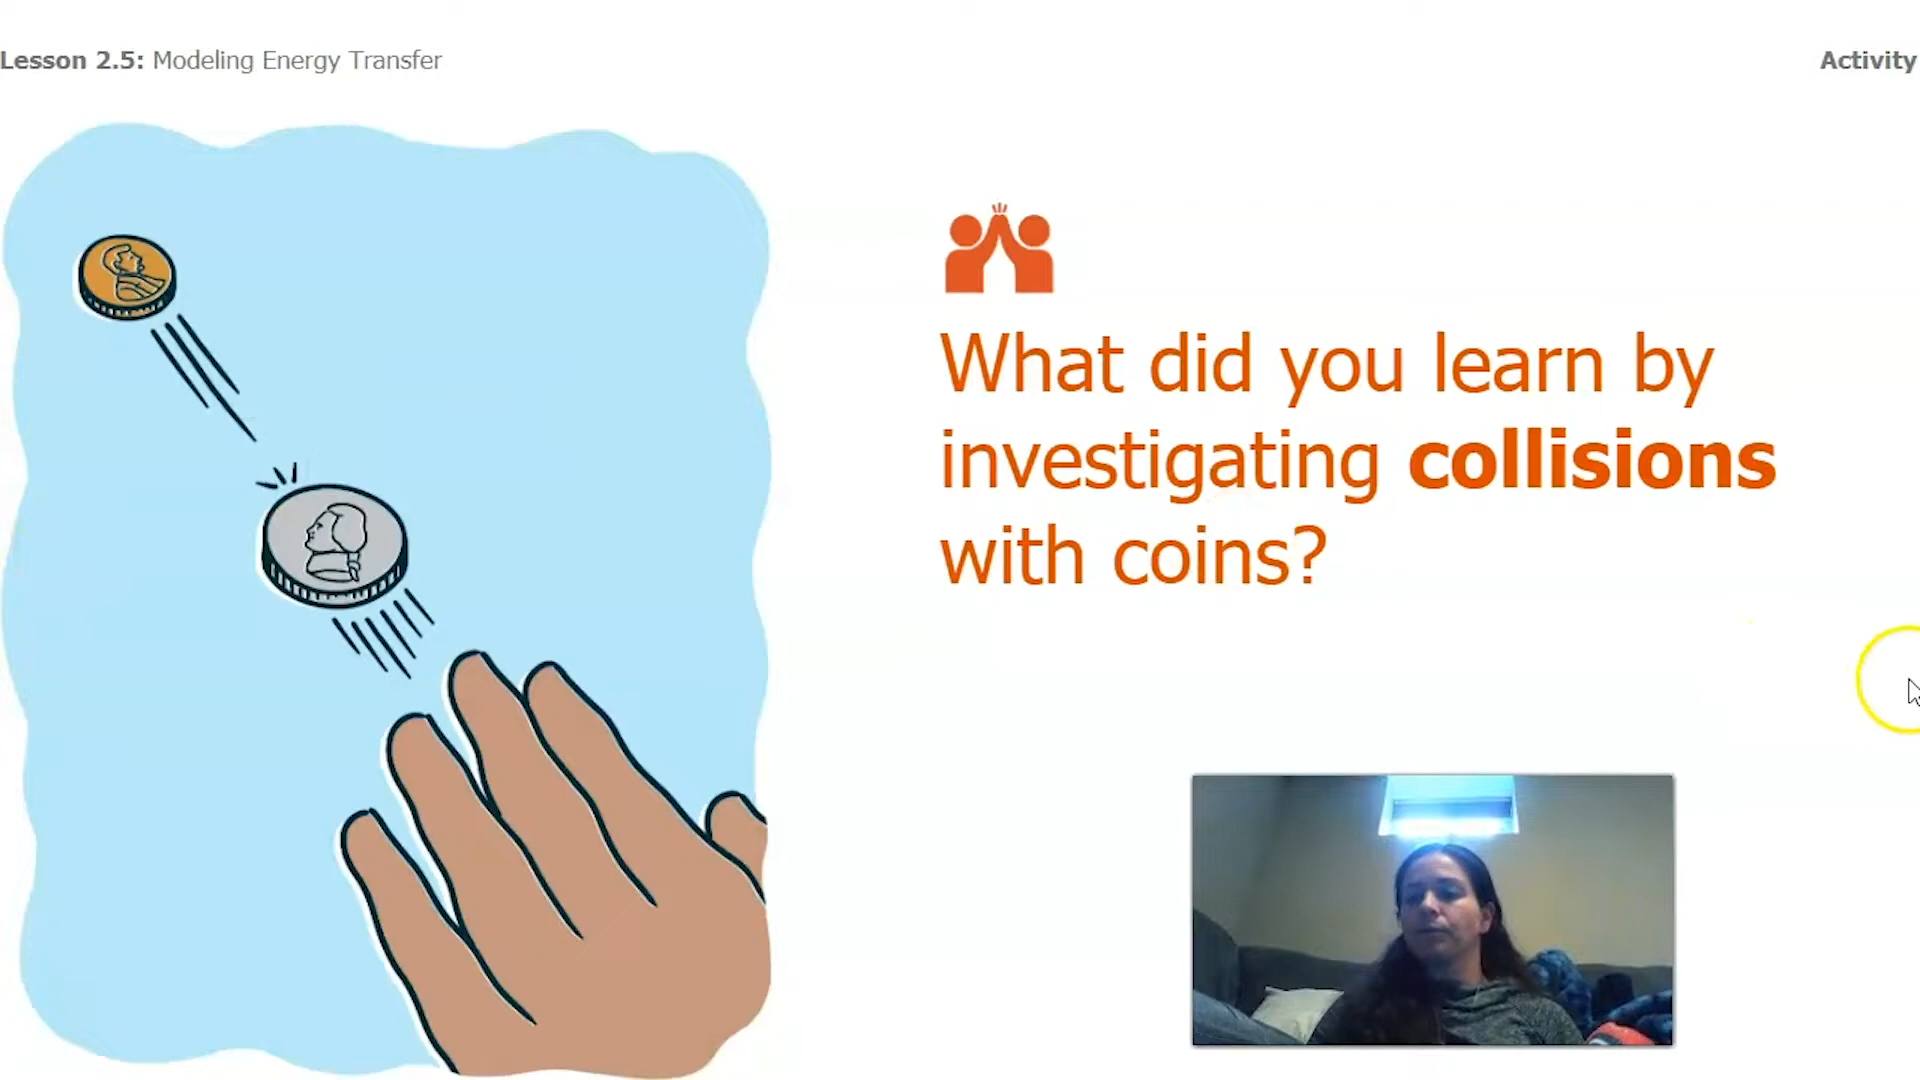 Lesson 2.5: Modeling Energy Transfer
Activity
What did you learn by
investigating collisions
with coins?